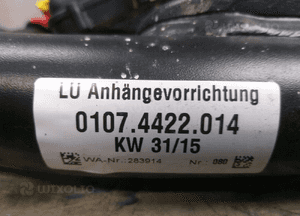 LU Anhängevorrichtung
0107.4422.014
KW 31/15
WA-Nr.:283914 Nr.:080